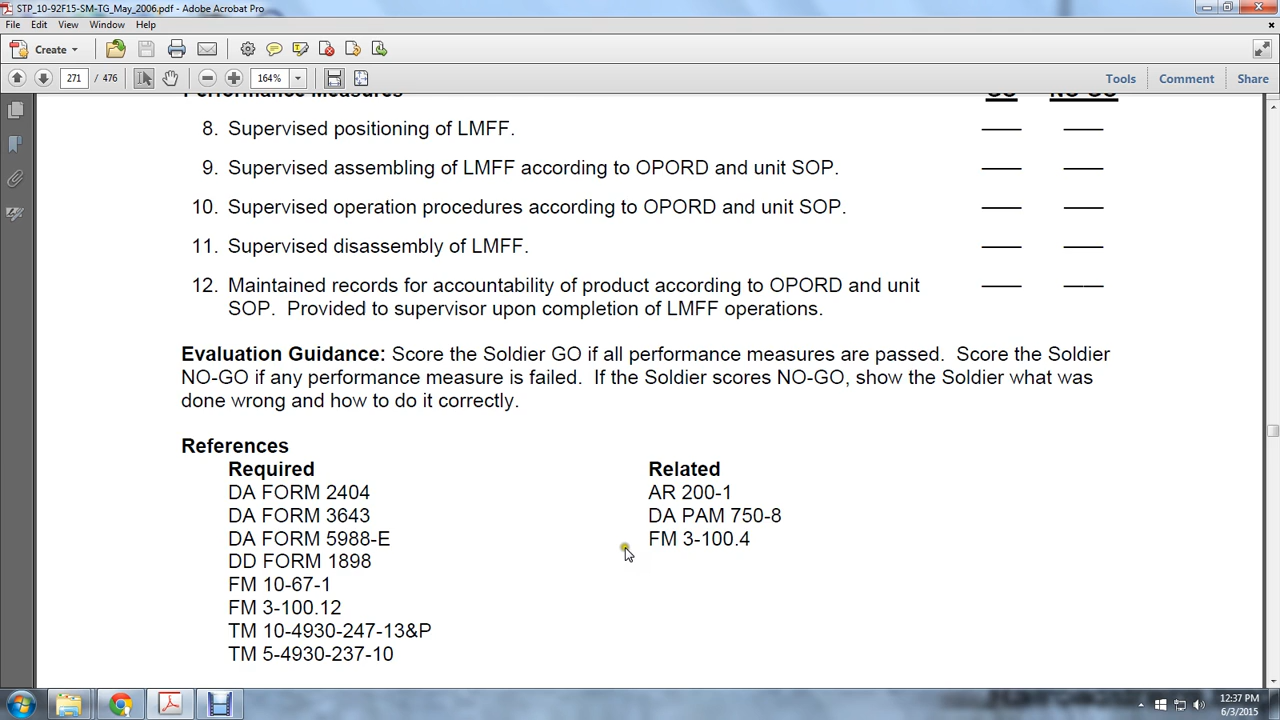 STP_10-92F15-SM-TG_May_2006.pdf - Adobe Acrobat Pro
File Edit View Window Help
Create
271 / 476 164% Tools Comment Share
Performance Measures GO NO-GO
8. Supervised positioning of LMFF.
9. Supervised assembling of LMFF according to OPORD and unit SOP.
10. Supervised operation procedures according to OPORD and unit SOP.
11. Supervised disassembly of LMFF.
12. Maintained records for accountability of product according to OPORD and unit
SOP. Provided to supervisor upon completion of LMFF operations.
Evaluation Guidance: Score the Soldier GO if all performance measures are passed. Score the Soldier
NO-GO if any performance measure is failed. If the Soldier scores NO-GO, show the Soldier what was
done wrong and how to do it correctly.
References
Required Related
DA FORM 2404 AR 200-1
DA FORM 3643 DA PAM 750-8
DA FORM 5988-E FM 3-100.4
DD FORM 1898
FM 10-67-1
FM 3-100.12
TM 10-4930-247-13&P
TM 5-4930-237-10
12:37 PM
6/3/2015